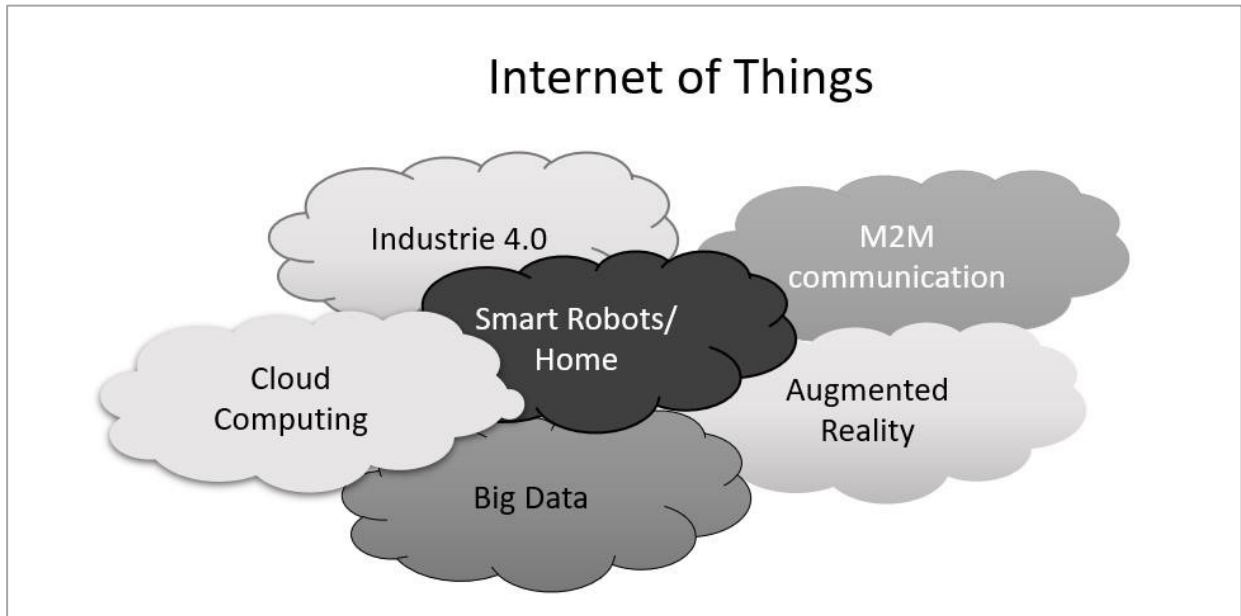 Internet of Things
Industrie 4.0
M2M
communication
Smart Robots/
Home
Cloud
Computing
Augmented
Reality
Big Data